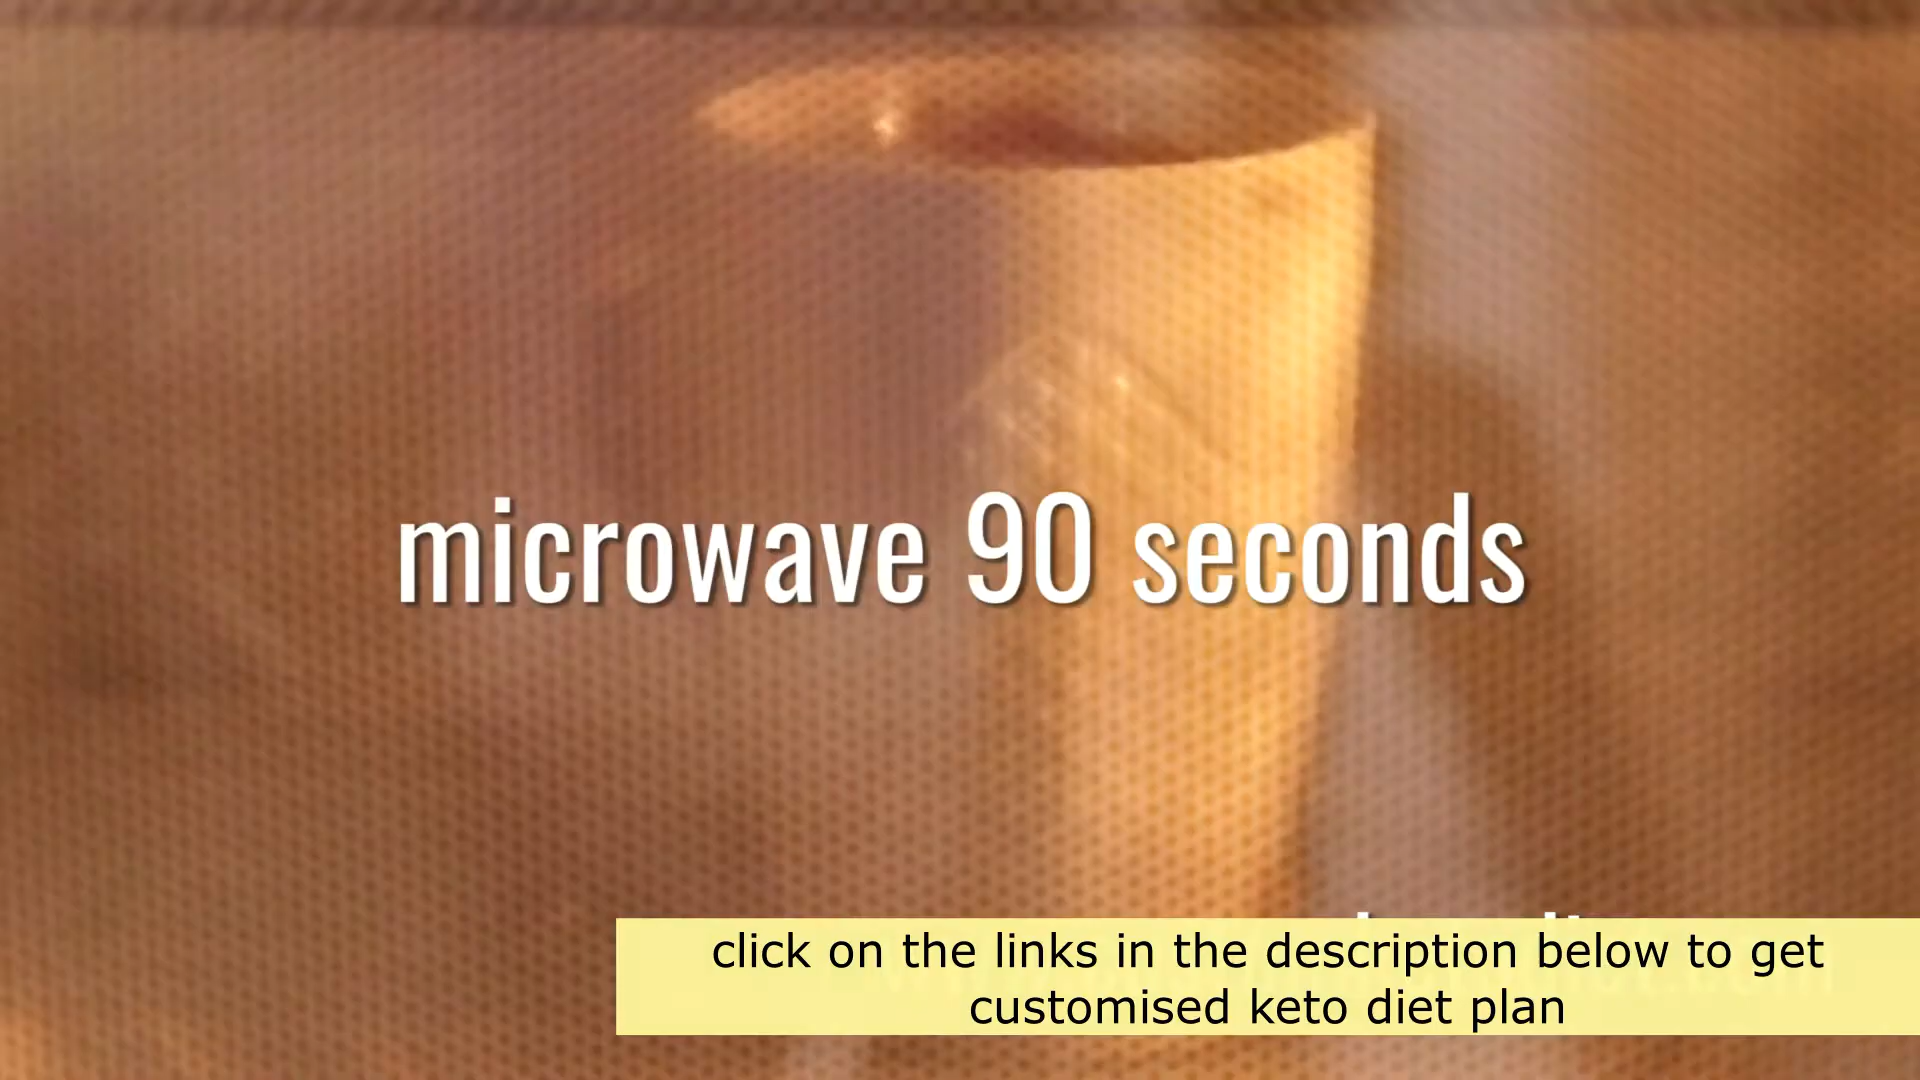 microwave 90 seconds
click on the links in the description below to get
customised keto diet plan